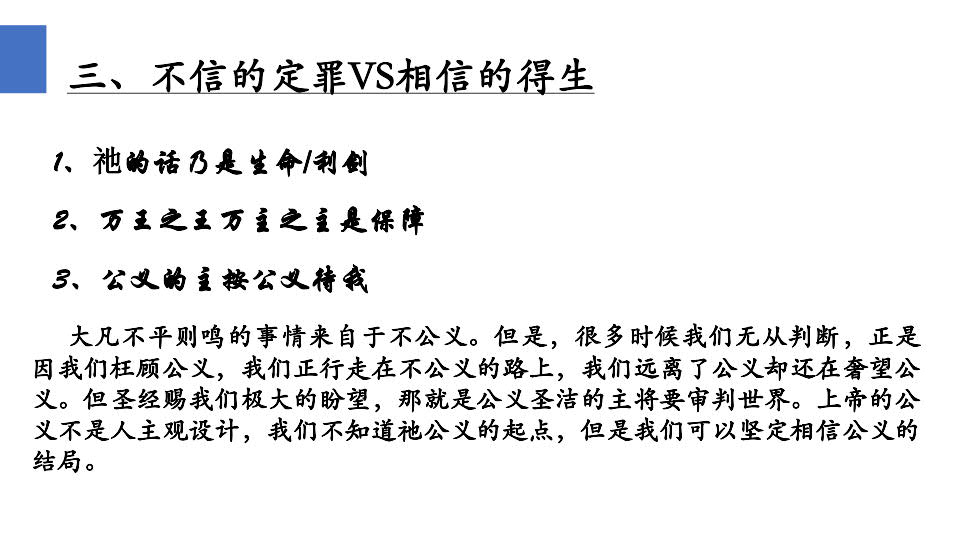 三、不信的定罪VS相信的得生
1、祂的话乃是生命/利剑
2、万王之王万主之主是保障
3、公义的主按公义待我
大凡不平则鸣的事情来自于不公义。但是，很多时候我们无从判断，正是
因我们枉顾公义，我们正行走在不公义的路上，我们远离了公义却还在奢望公
义。但圣经赐我们极大的盼望，那就是公义圣洁的主将要审判世界。上帝的公
义不是人主观设计，我们不知道祂公义的起点，但是我们可以坚定相信公义的
结局。